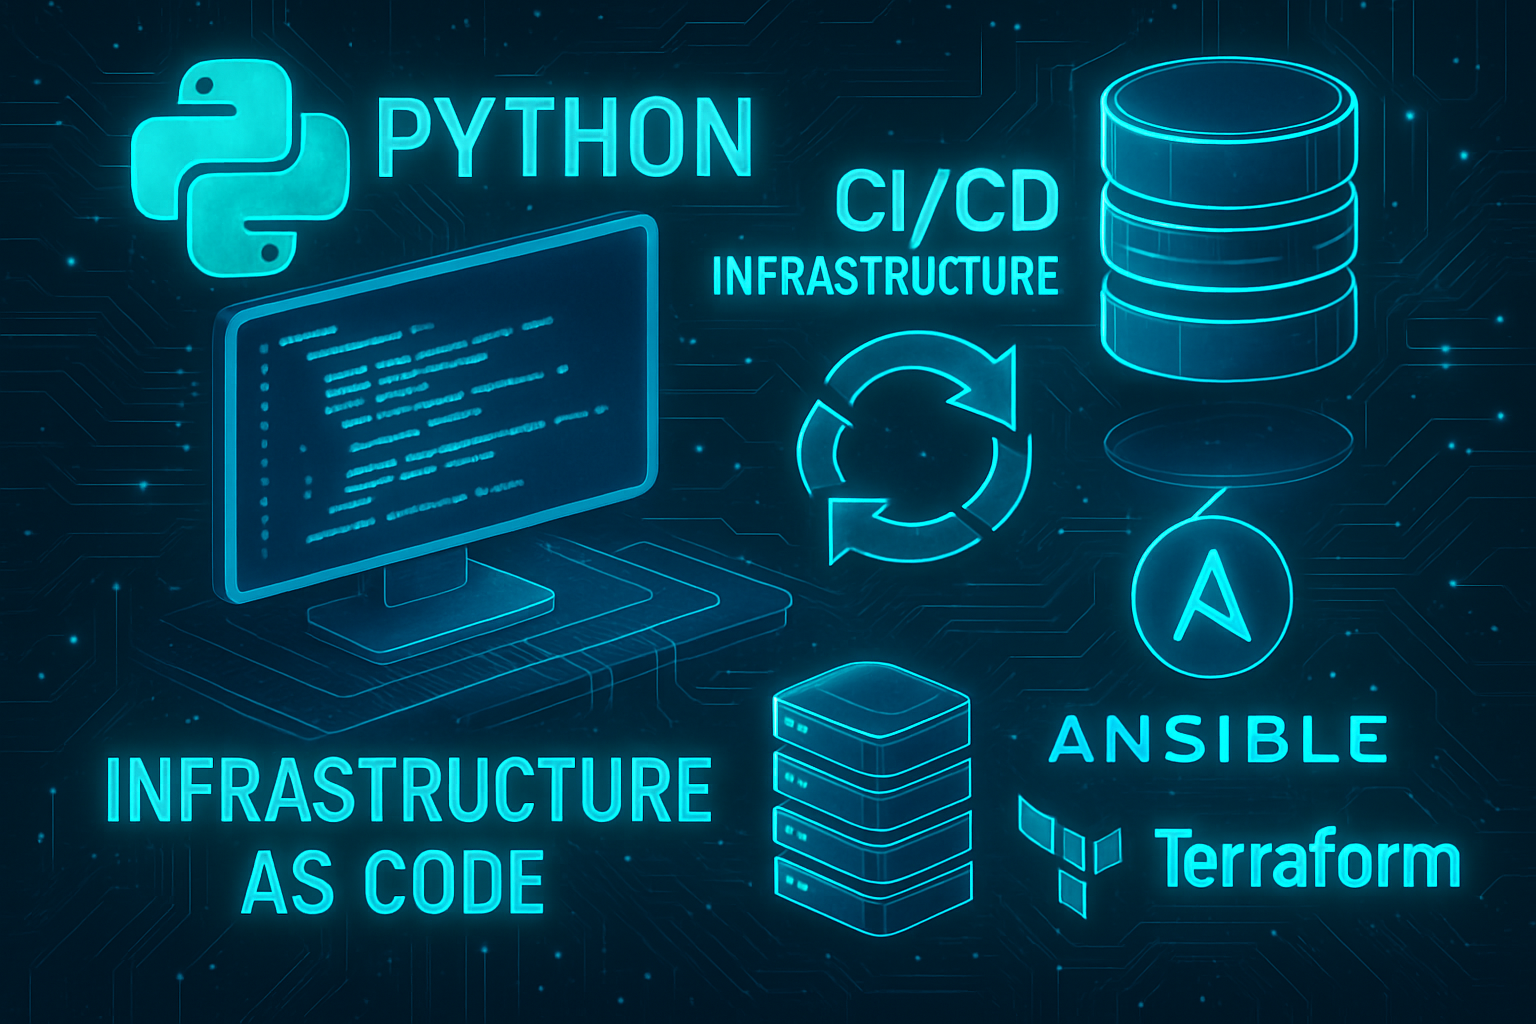 PYTHON
CI/CD
INFRASTRUCTURE
ANSIBLE
Terraform
INFRASTRUCTURE
AS CODE